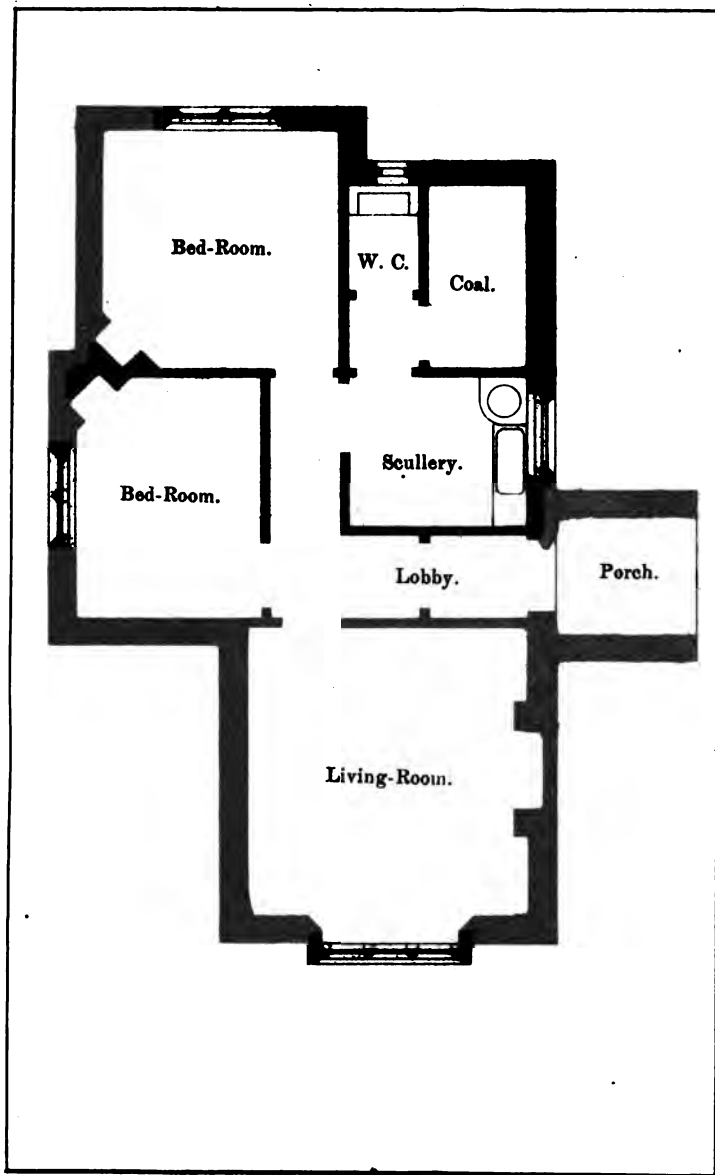 Bed-Room.
W. C.
Coal.
Bed-Room.
Scullery.
Lobby.
Porch.
Living-Room.